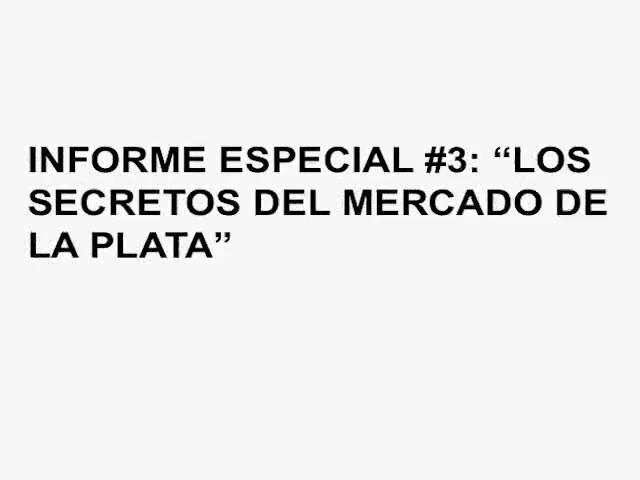 INFORME ESPECIAL #3: “LOS
SECRETOS DEL MERCADO DE
LA PLATA”